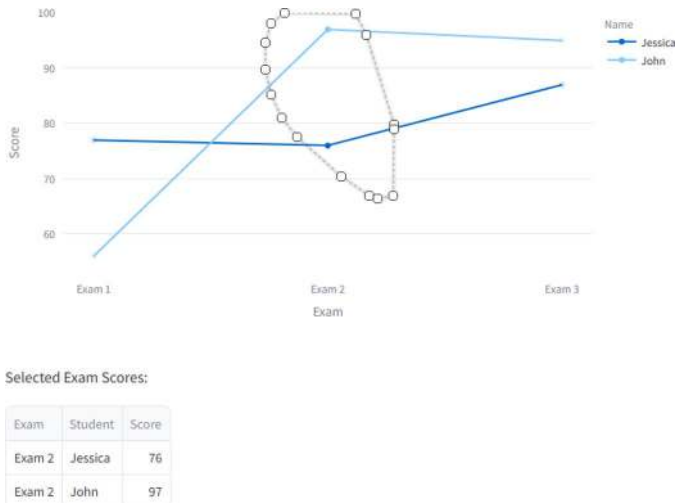 100
90
80
70
60
Score
Exam 1
Exam 2
Exam 3
Exam
Name
Jessica
John
Selected Exam Scores:
Exam Student Score
Exam 2 Jessica 76
Exam 2 John 97